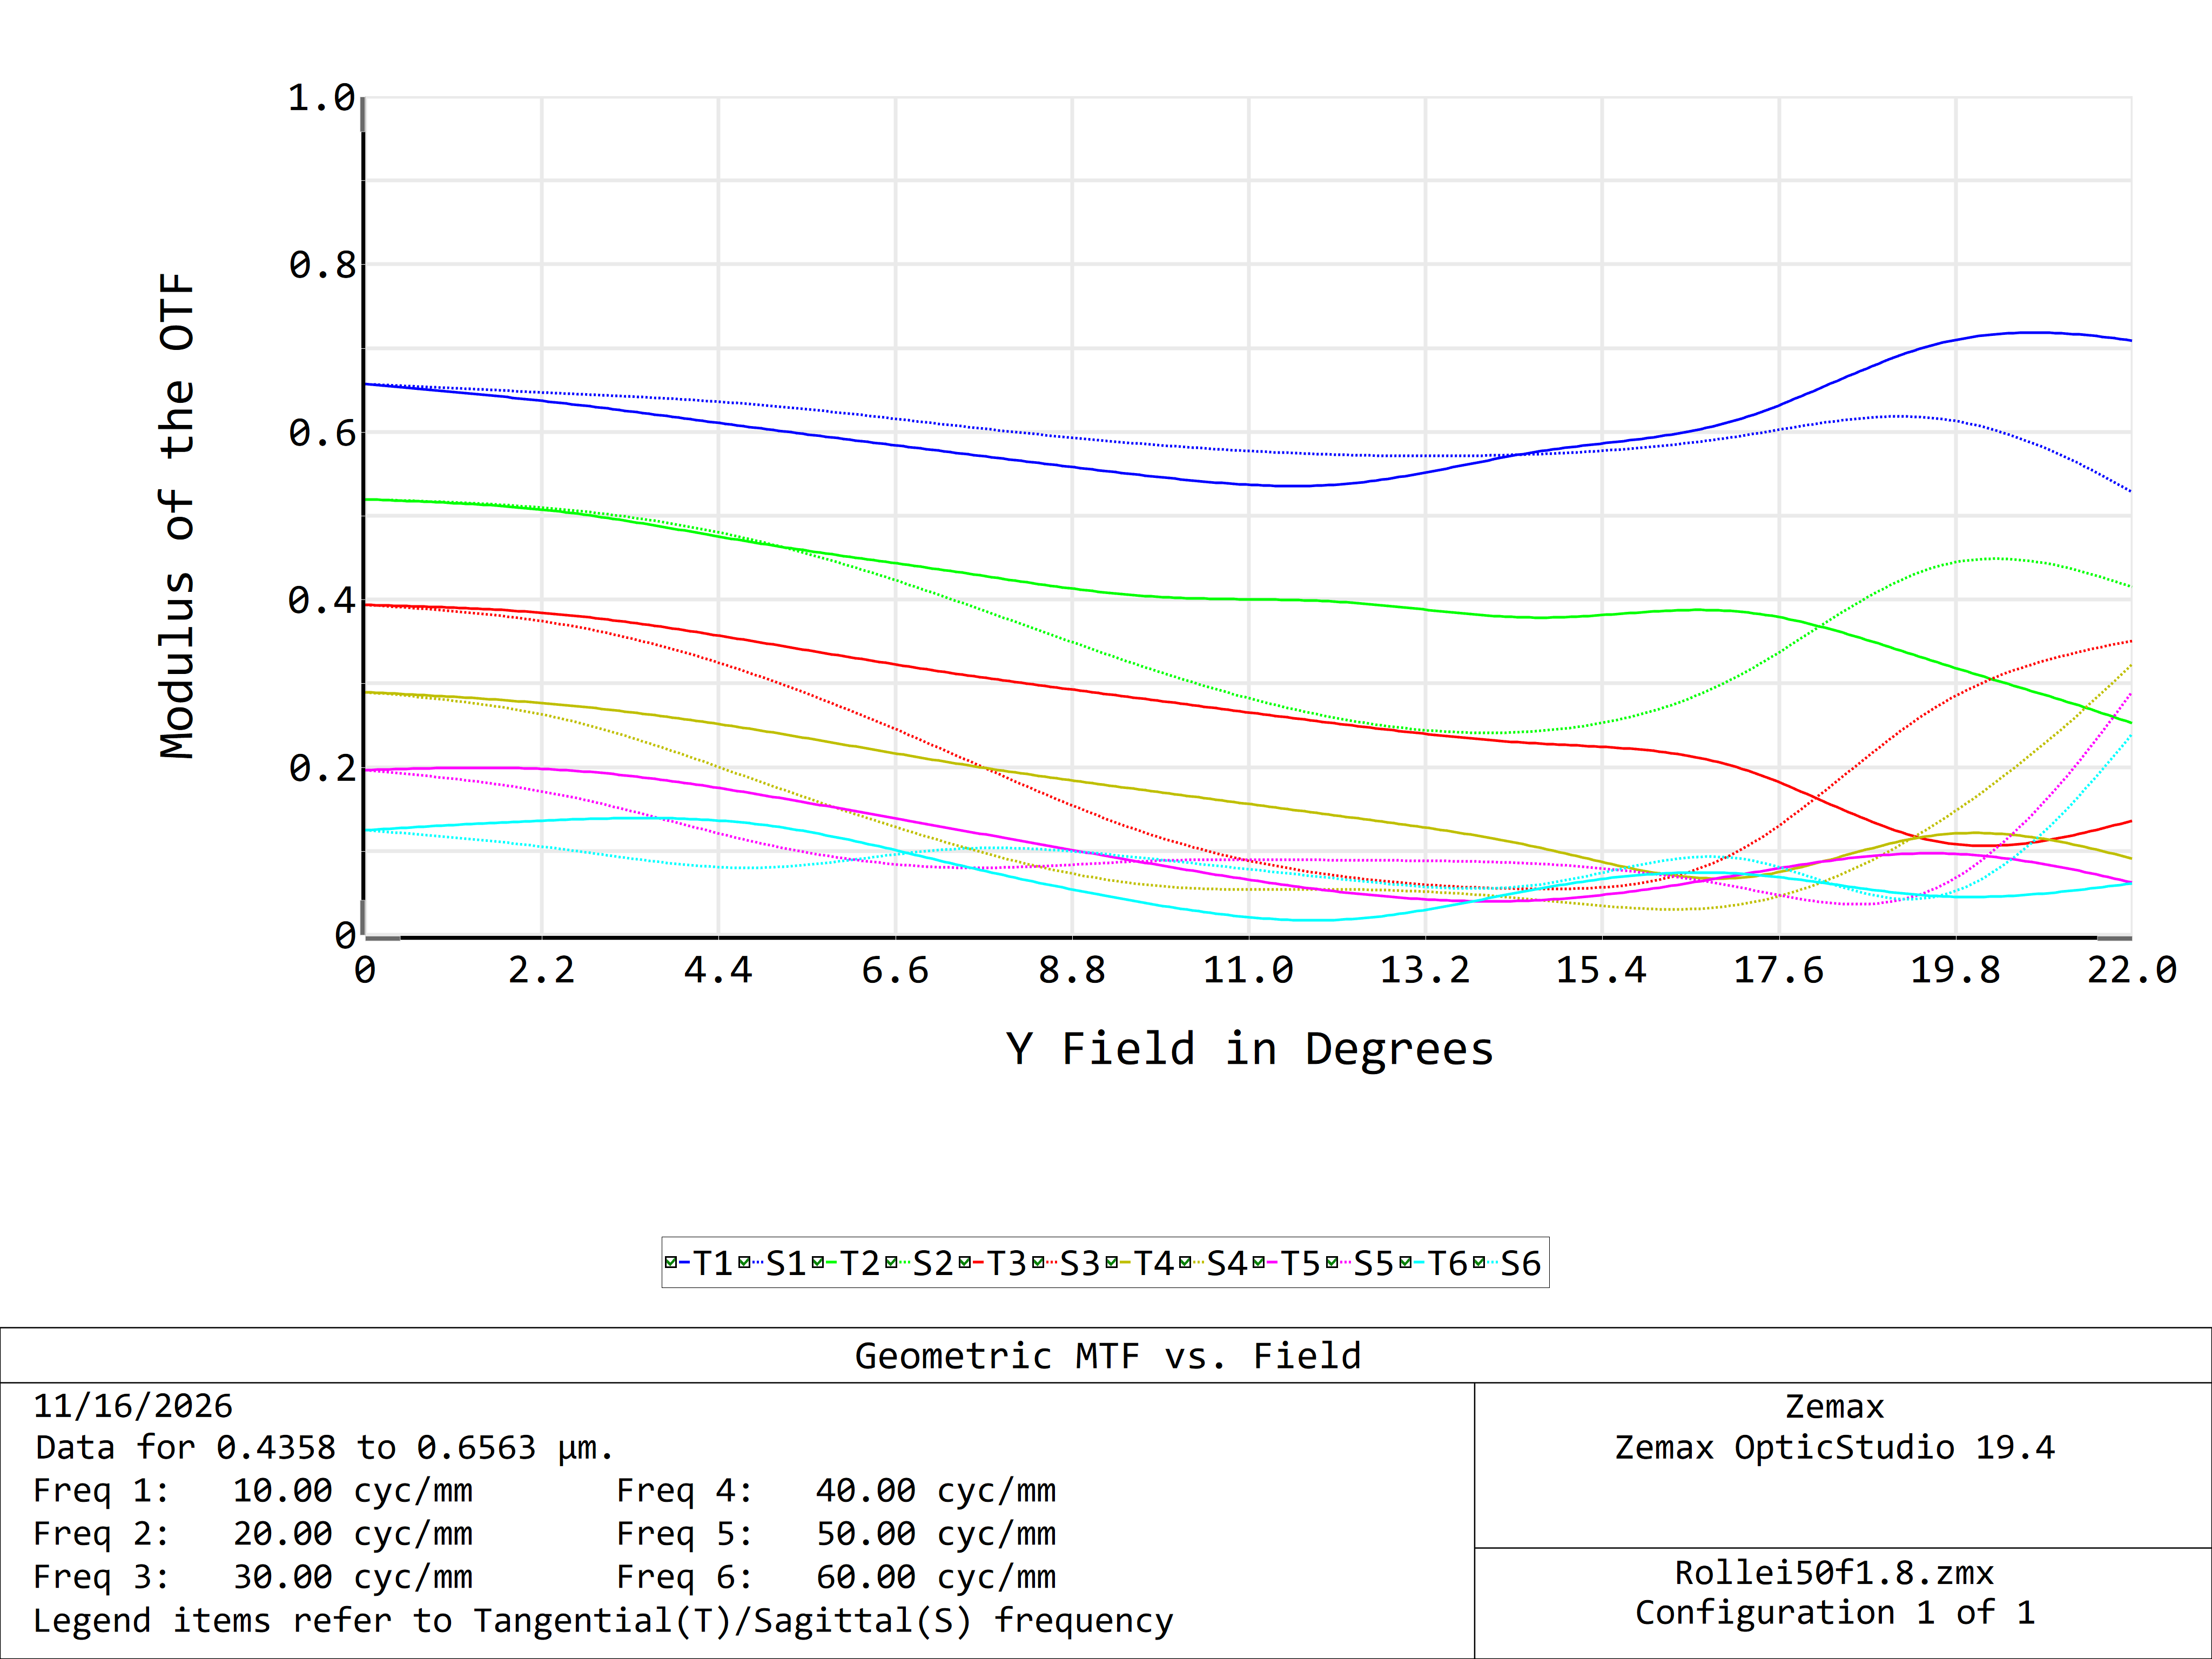 1.0
0.8
0.6
0.4
0.2
0
Modulus of the OTF
0 2.2 4.4 6.6 8.8 11.0 13.2 15.4 17.6 19.8 22.0
Y Field in Degrees
T1 S1 T2 S2 T3 S3 T4 S4 T5 S5 T6 S6
Geometric MTF vs. Field
11/16/2026
Data for 0.4358 to 0.6563 µm.
Freq 1: 10.00 cyc/mm Freq 4: 40.00 cyc/mm
Freq 2: 20.00 cyc/mm Freq 5: 50.00 cyc/mm
Freq 3: 30.00 cyc/mm Freq 6: 60.00 cyc/mm
Legend items refer to Tangential(T)/Sagittal(S) frequency
Zemax
Zemax OpticStudio 19.4
Rollei50f1.8.zmx
Configuration 1 of 1